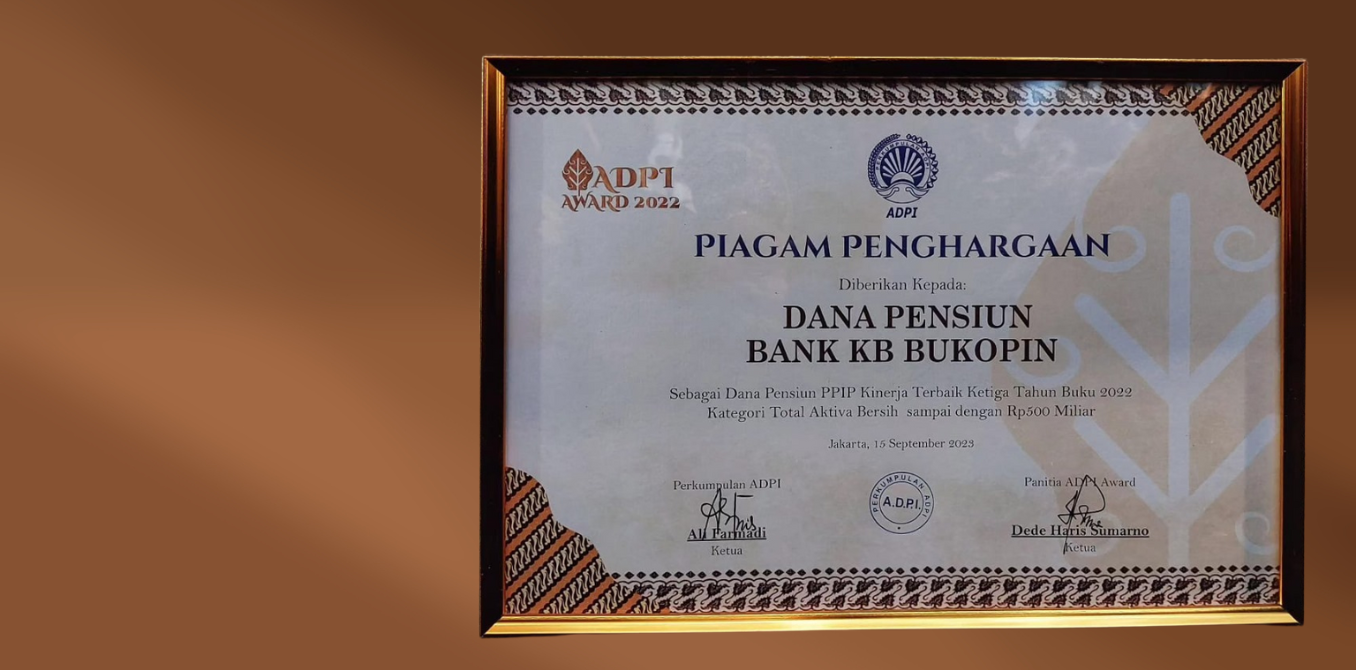 ADPI
AWARD 2022
PERKUMPULAN ADPI
ADPI
PIAGAM PENGHARGAAN
Diberikan Kepada:
DANA PENSIUN
BANK KB BUKOPIN
Sebagai Dana Pensiun PPIP Kinerja Terbaik Ketiga Tahun Buku 2022
Kategori Total Aktiva Bersih sampai dengan Rp500 Miliar
Jakarta, 15 September 2023
Perkumpulan ADPI
Ali Farmadi
Ketua
PERKUMPULAN ADPI
A.D.P.I.
Panitia ADPI Award
Dede Haris Sumarno
Ketua